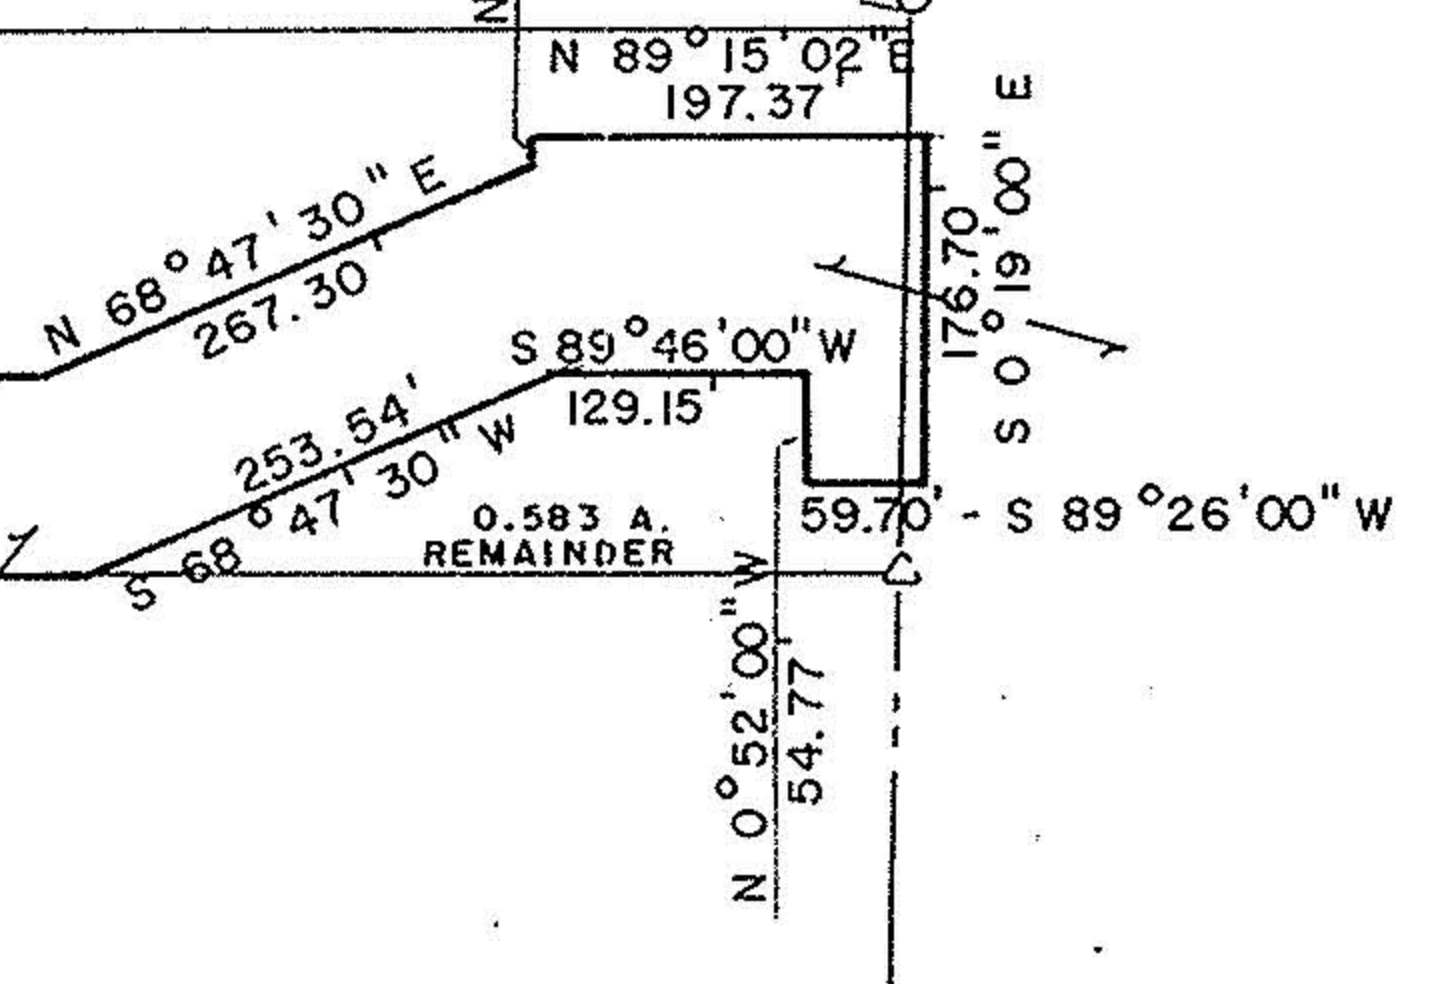 N
N 89°15'02"E
197.37'
N 68°47'30" E
267.30'
176.70'
S 0°19'00" E
S 89°46'00" W
129.15'
253.54'
S 68°47'30" W
0.583 A.
REMAINDER
59.70' - S 89°26'00" W
N 0°52'00" W
54.77'